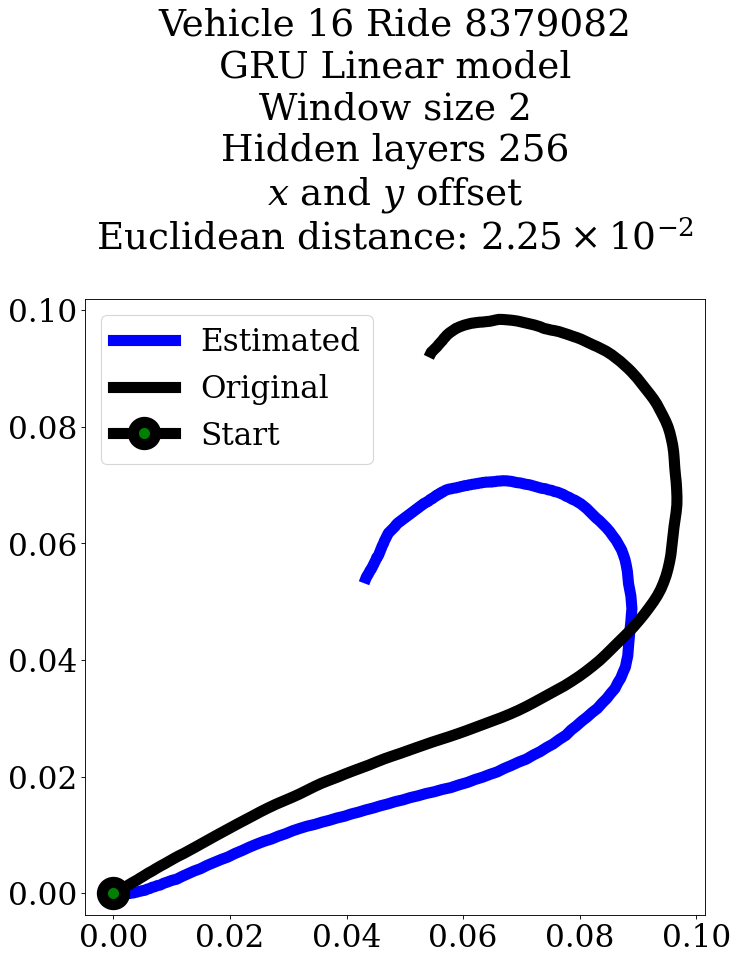 Vehicle 16 Ride 8379082
GRU Linear model
Window size 2
Hidden layers 256
x and y offset
Euclidean distance: 2.25 × 10⁻²
0.10
0.08
0.06
0.04
0.02
0.00
Estimated
Original
Start
0.00 0.02 0.04 0.06 0.08 0.10